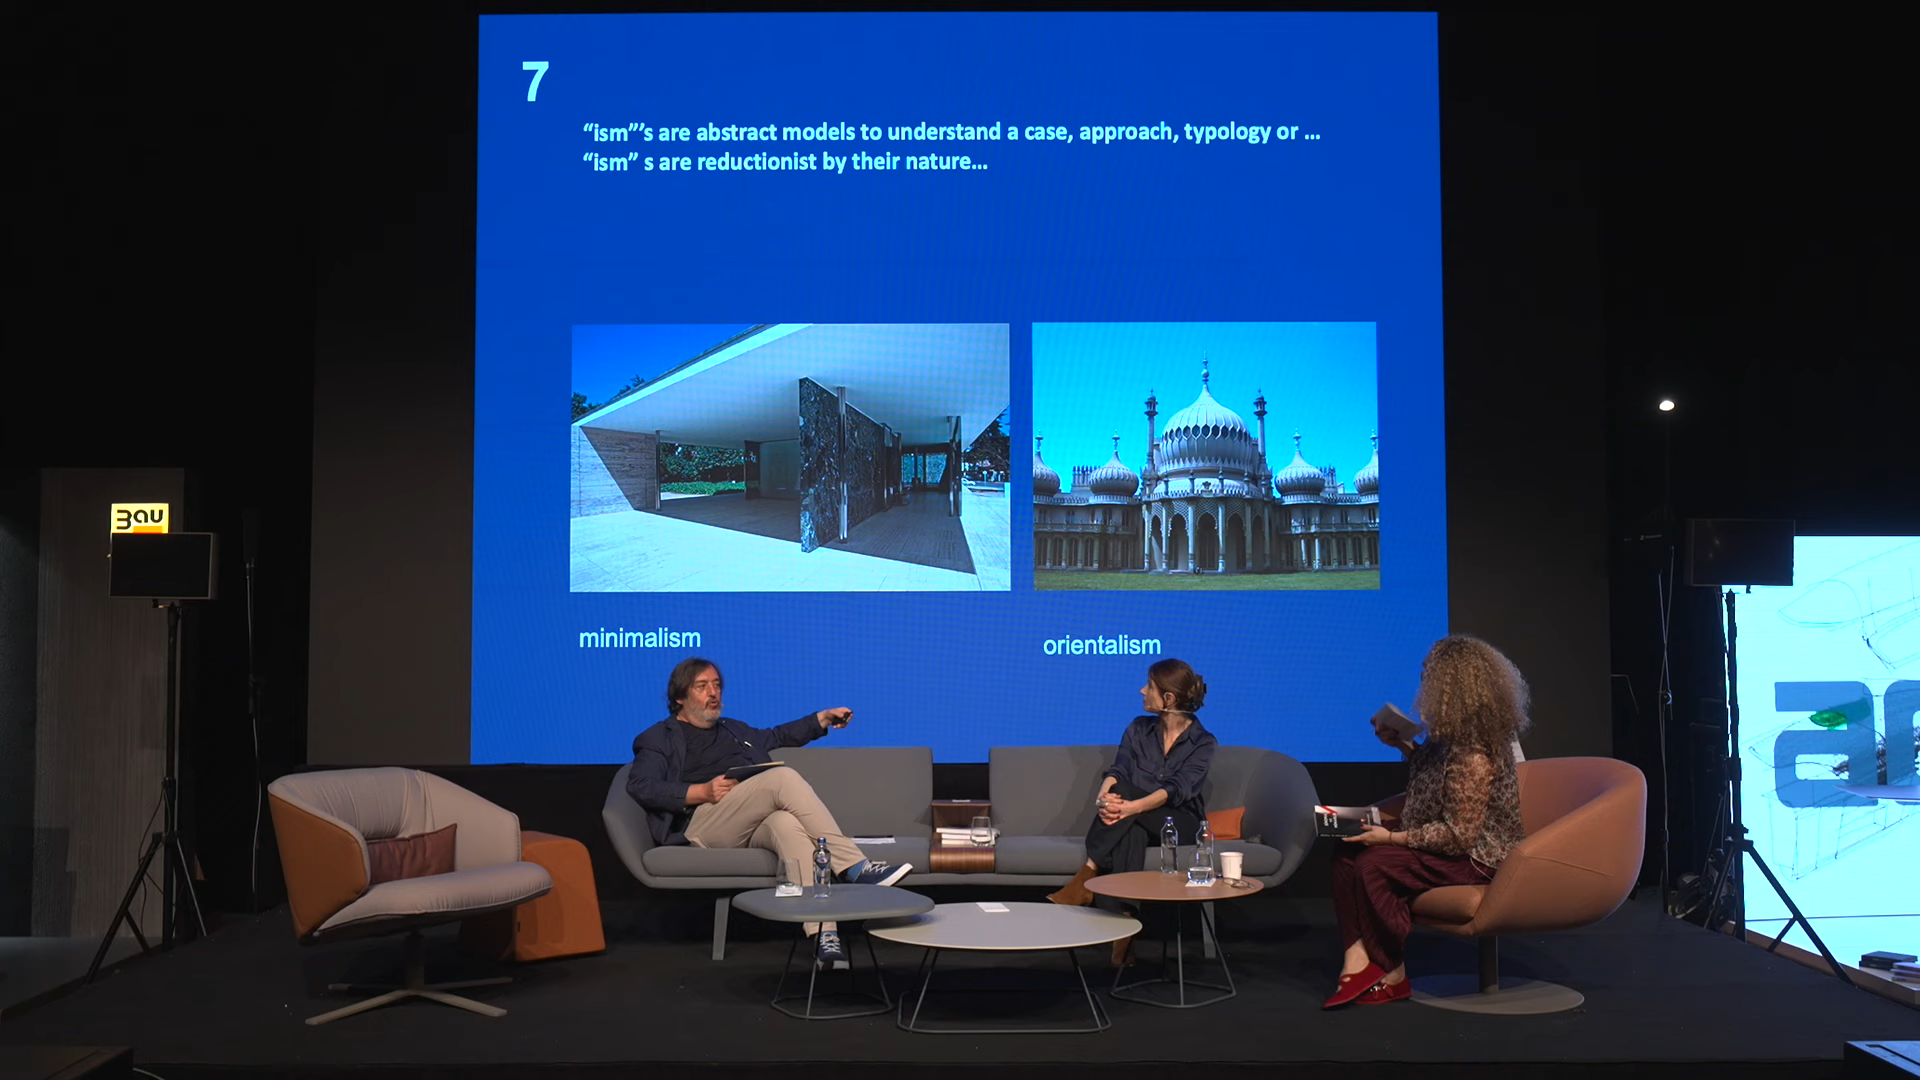 7
“ism”’s are abstract models to understand a case, approach, typology or ...
“ism” s are reductionist by their nature...
minimalism
orientalism
Bau